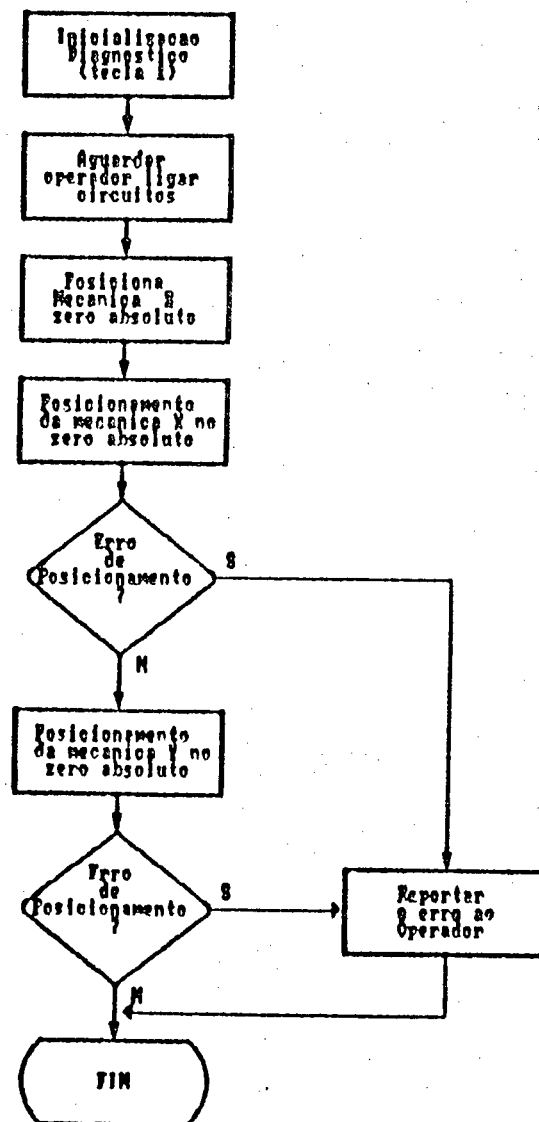 Inicializacao
Diagnostico
(tecla 1)
Aguardar
operador ligar
circuitos
Posiciona
Mecanica
zero absoluto
Posicionamento
da mecanica X no
zero absoluto
Erro
de
Posicionamento
?
S
N
Posicionamento
da mecanica Y no
zero absoluto
Erro
de
Posicionamento
?
S
Reportar
o erro ao
Operador
N
FIM